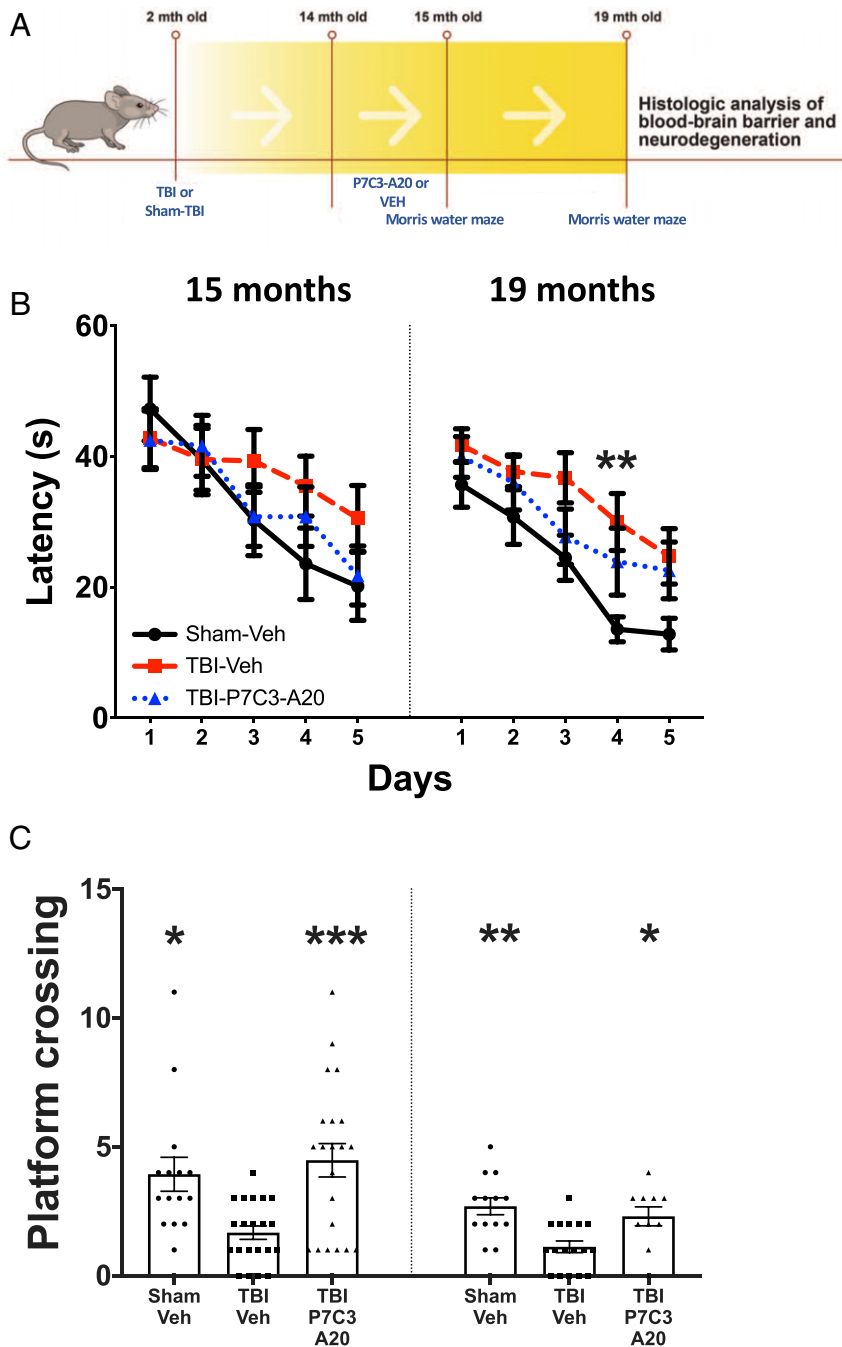 A
2 mth old
14 mth old
15 mth old
19 mth old
Histologic analysis of
blood-brain barrier and
neurodegeneration
TBI or
Sham-TBI
P7C3-A20 or
VEH
Morris water maze
Morris water maze
B
15 months
19 months
60
40
20
0
Latency (s)
**
Sham-Veh
TBI-Veh
TBI-P7C3-A20
1 2 3 4 5
1 2 3 4 5
Days
C
15
10
5
0
Platform crossing
*
***
**
*
Sham
Veh
TBI
Veh
TBI
P7C3
A20
Sham
Veh
TBI
Veh
TBI
P7C3
A20